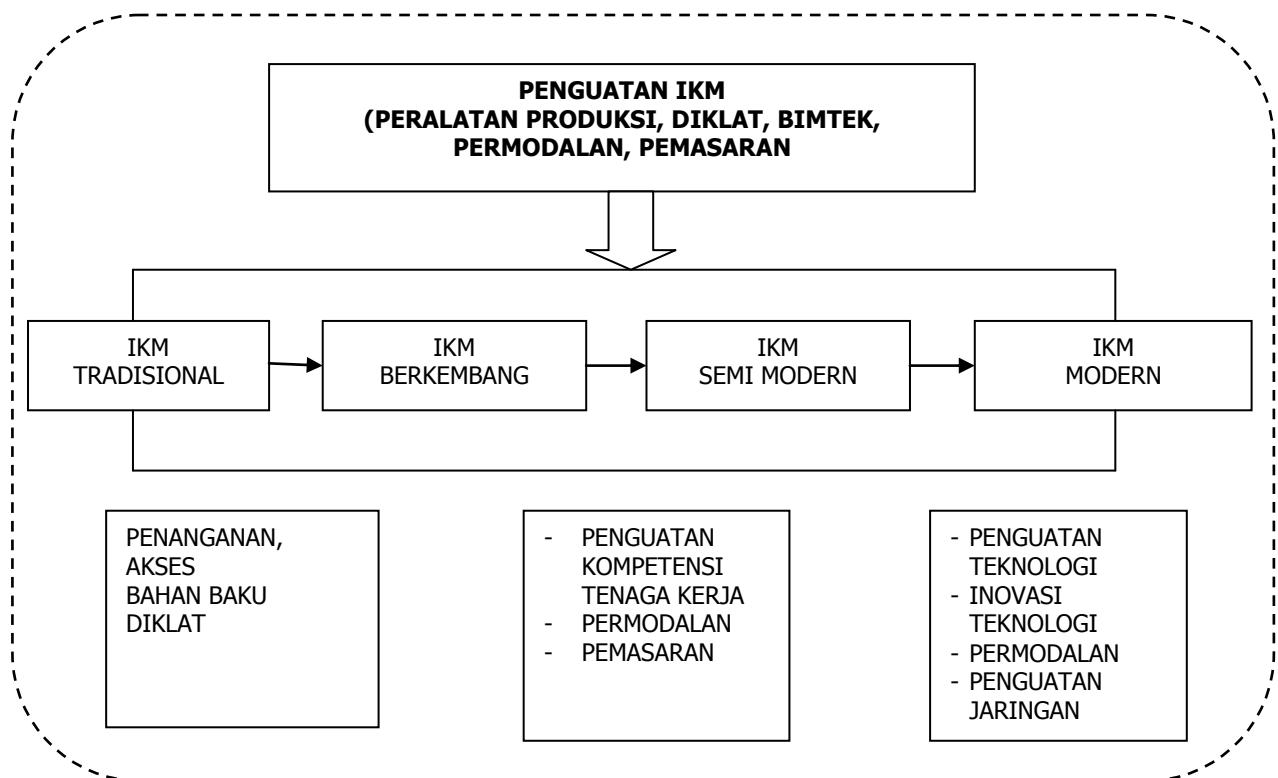 PENGUATAN IKM
(PERALATAN PRODUKSI, DIKLAT, BIMTEK,
PERMODALAN, PEMASARAN
IKM
TRADISIONAL
IKM
BERKEMBANG
IKM
SEMI MODERN
IKM
MODERN
PENANGANAN,
AKSES
BAHAN BAKU
DIKLAT
- PENGUATAN
KOMPETENSI
TENAGA KERJA
- PERMODALAN
- PEMASARAN
- PENGUATAN
TEKNOLOGI
- INOVASI
TEKNOLOGI
- PERMODALAN
- PENGUATAN
JARINGAN